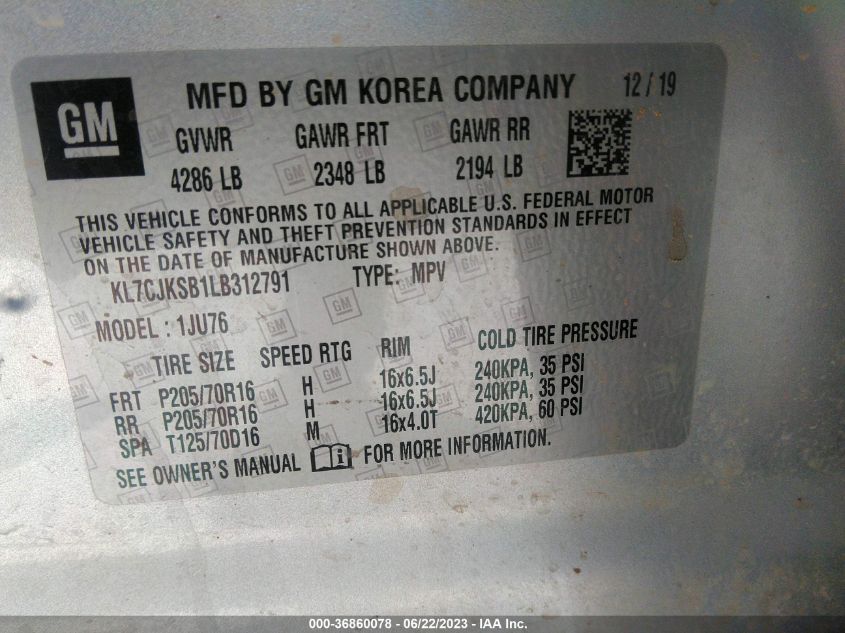 GM
MFD BY GM KOREA COMPANY 12/19
GVWR GAWR FRT GAWR RR
4286 LB 2348 LB 2194 LB
THIS VEHICLE CONFORMS TO ALL APPLICABLE U.S. FEDERAL MOTOR
VEHICLE SAFETY AND THEFT PREVENTION STANDARDS IN EFFECT
ON THE DATE OF MANUFACTURE SHOWN ABOVE.
KL7CJKSB1LB312791 TYPE: MPV
MODEL : 1JU76
TIRE SIZE SPEED RTG RIM COLD TIRE PRESSURE
FRT P205/70R16 H 16x6.5J 240KPA, 35 PSI
RR P205/70R16 H 16x6.5J 240KPA, 35 PSI
SPA T125/70D16 M 16x4.0T 420KPA, 60 PSI
SEE OWNER'S MANUAL i FOR MORE INFORMATION.
000-36860078 - 06/22/2023 - IAA Inc.